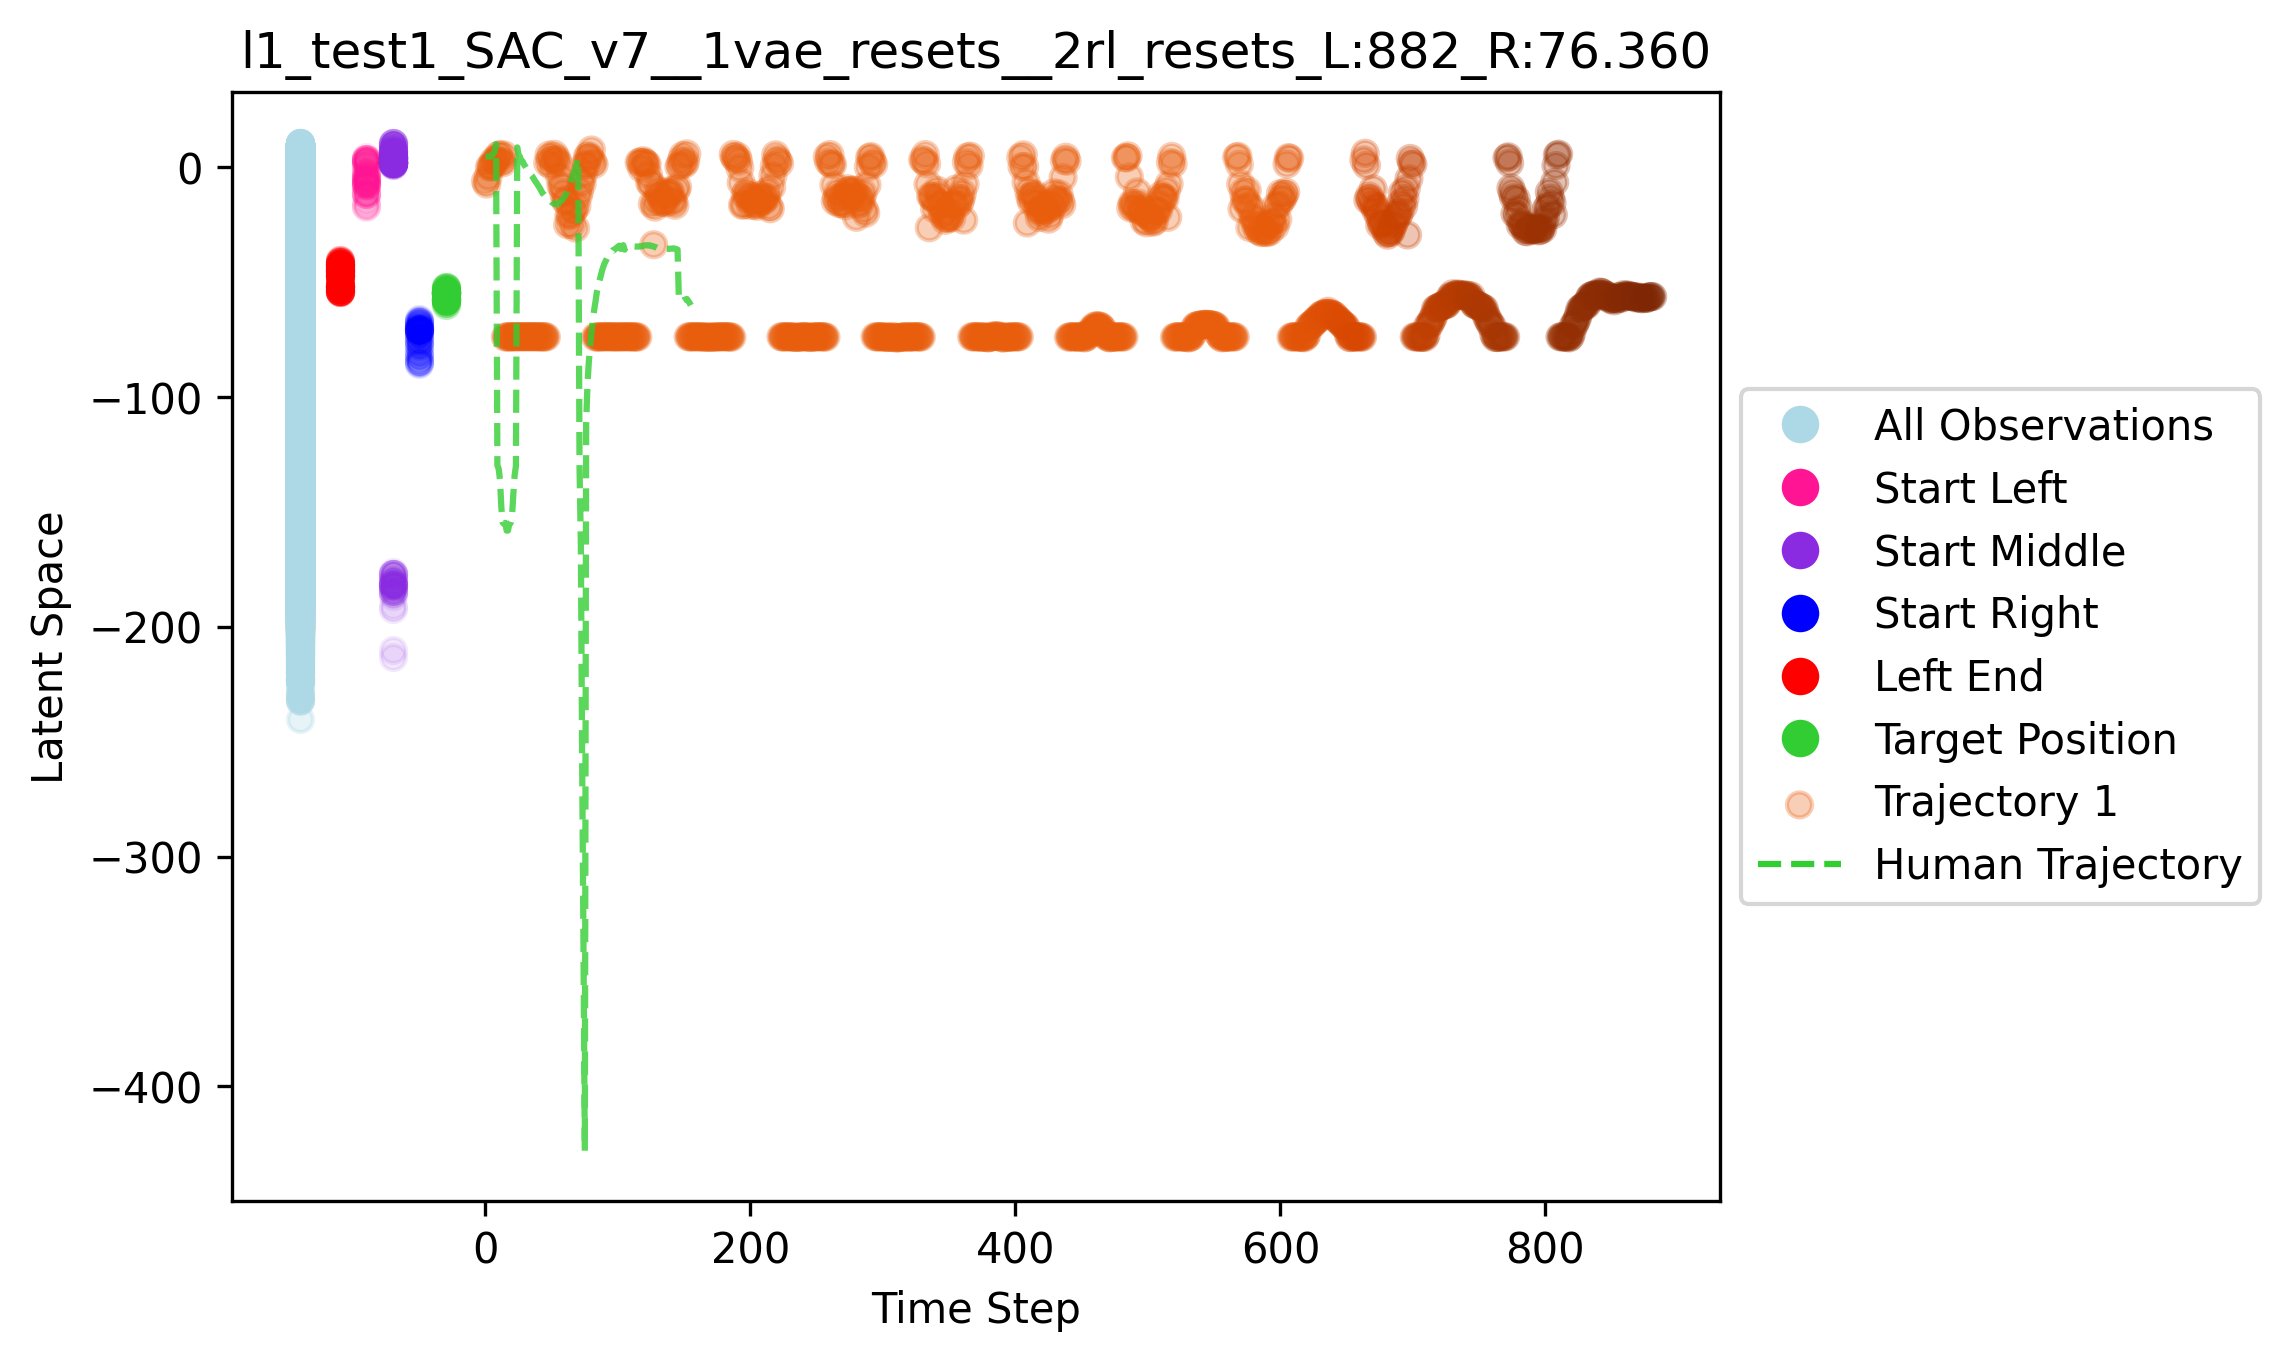 l1_test1_SAC_v7__1vae_resets__2rl_resets_L:882_R:76.360
0
−100
−200
−300
−400
Latent Space
0
200
400
600
800
Time Step
All Observations
Start Left
Start Middle
Start Right
Left End
Target Position
Trajectory 1
Human Trajectory